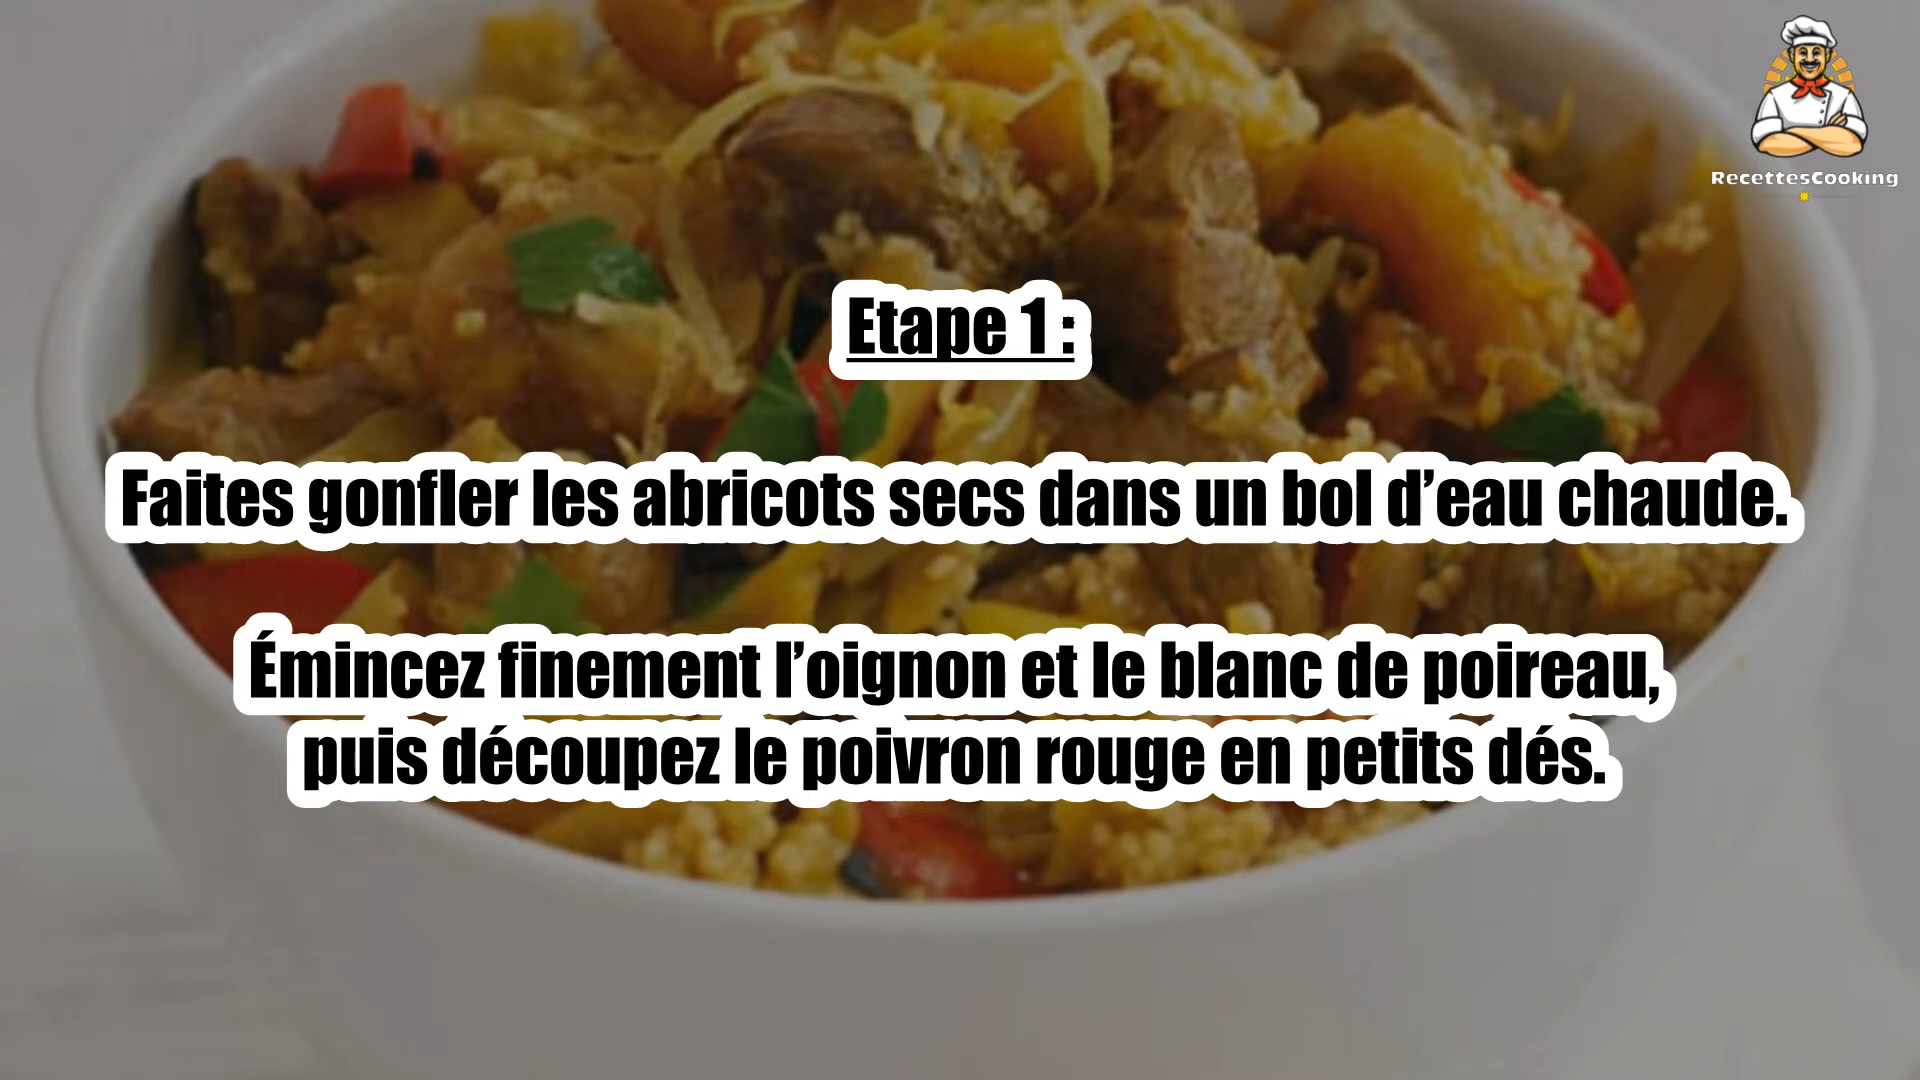 RecettesCooking
Etape 1 :
Faites gonfler les abricots secs dans un bol d’eau chaude.
Émincez finement l’oignon et le blanc de poireau,
puis découpez le poivron rouge en petits dés.